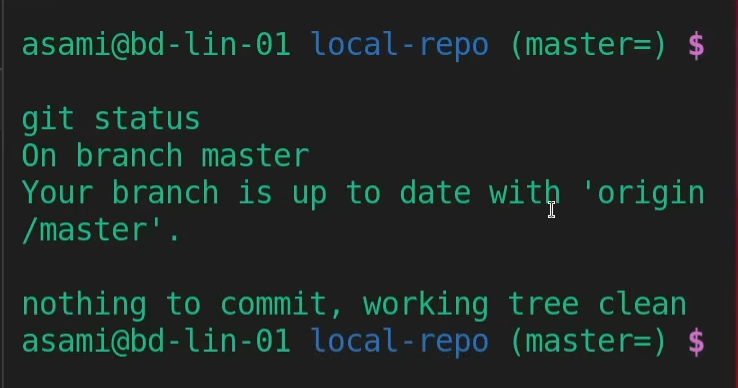 asami@bd-lin-01 local-repo (master=) $
git status
On branch master
Your branch is up to date with 'origin
/master'.
nothing to commit, working tree clean
asami@bd-lin-01 local-repo (master=) $